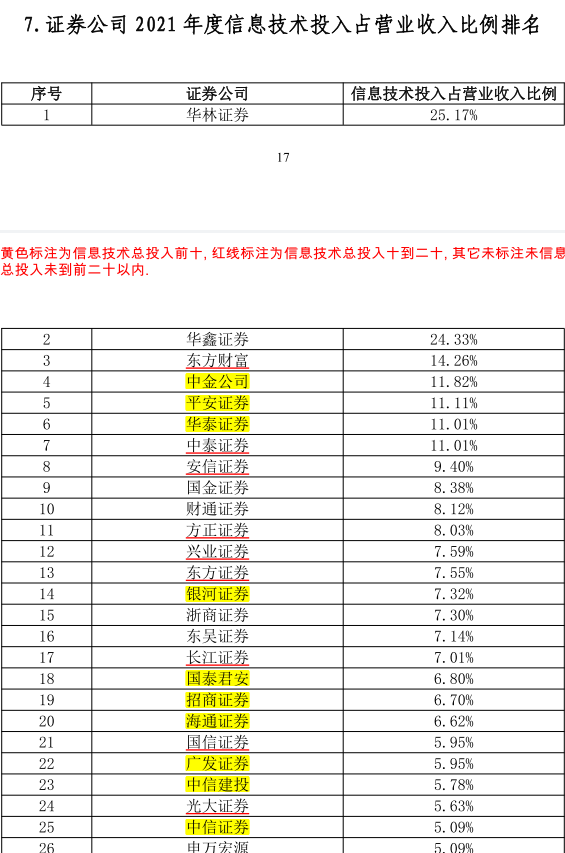 7.证券公司 2021 年度信息技术投入占营业收入比例排名
序号 证券公司 信息技术投入占营业收入比例
1 华林证券 25.17%
17
黄色标注为信息技术总投入前十,红线标注为信息技术总投入十到二十,其它未标注未信息
总投入未到前二十以内.
2 华鑫证券 24.33%
3 东方财富 14.26%
4 中金公司 11.82%
5 平安证券 11.11%
6 华泰证券 11.01%
7 中泰证券 11.01%
8 安信证券 9.40%
9 国金证券 8.38%
10 财通证券 8.12%
11 方正证券 8.03%
12 兴业证券 7.59%
13 东方证券 7.55%
14 银河证券 7.32%
15 浙商证券 7.30%
16 东吴证券 7.14%
17 长江证券 7.01%
18 国泰君安 6.80%
19 招商证券 6.70%
20 海通证券 6.62%
21 国信证券 5.95%
22 广发证券 5.95%
23 中信建投 5.78%
24 光大证券 5.63%
25 中信证券 5.09%
26 申万宏源 5.09%